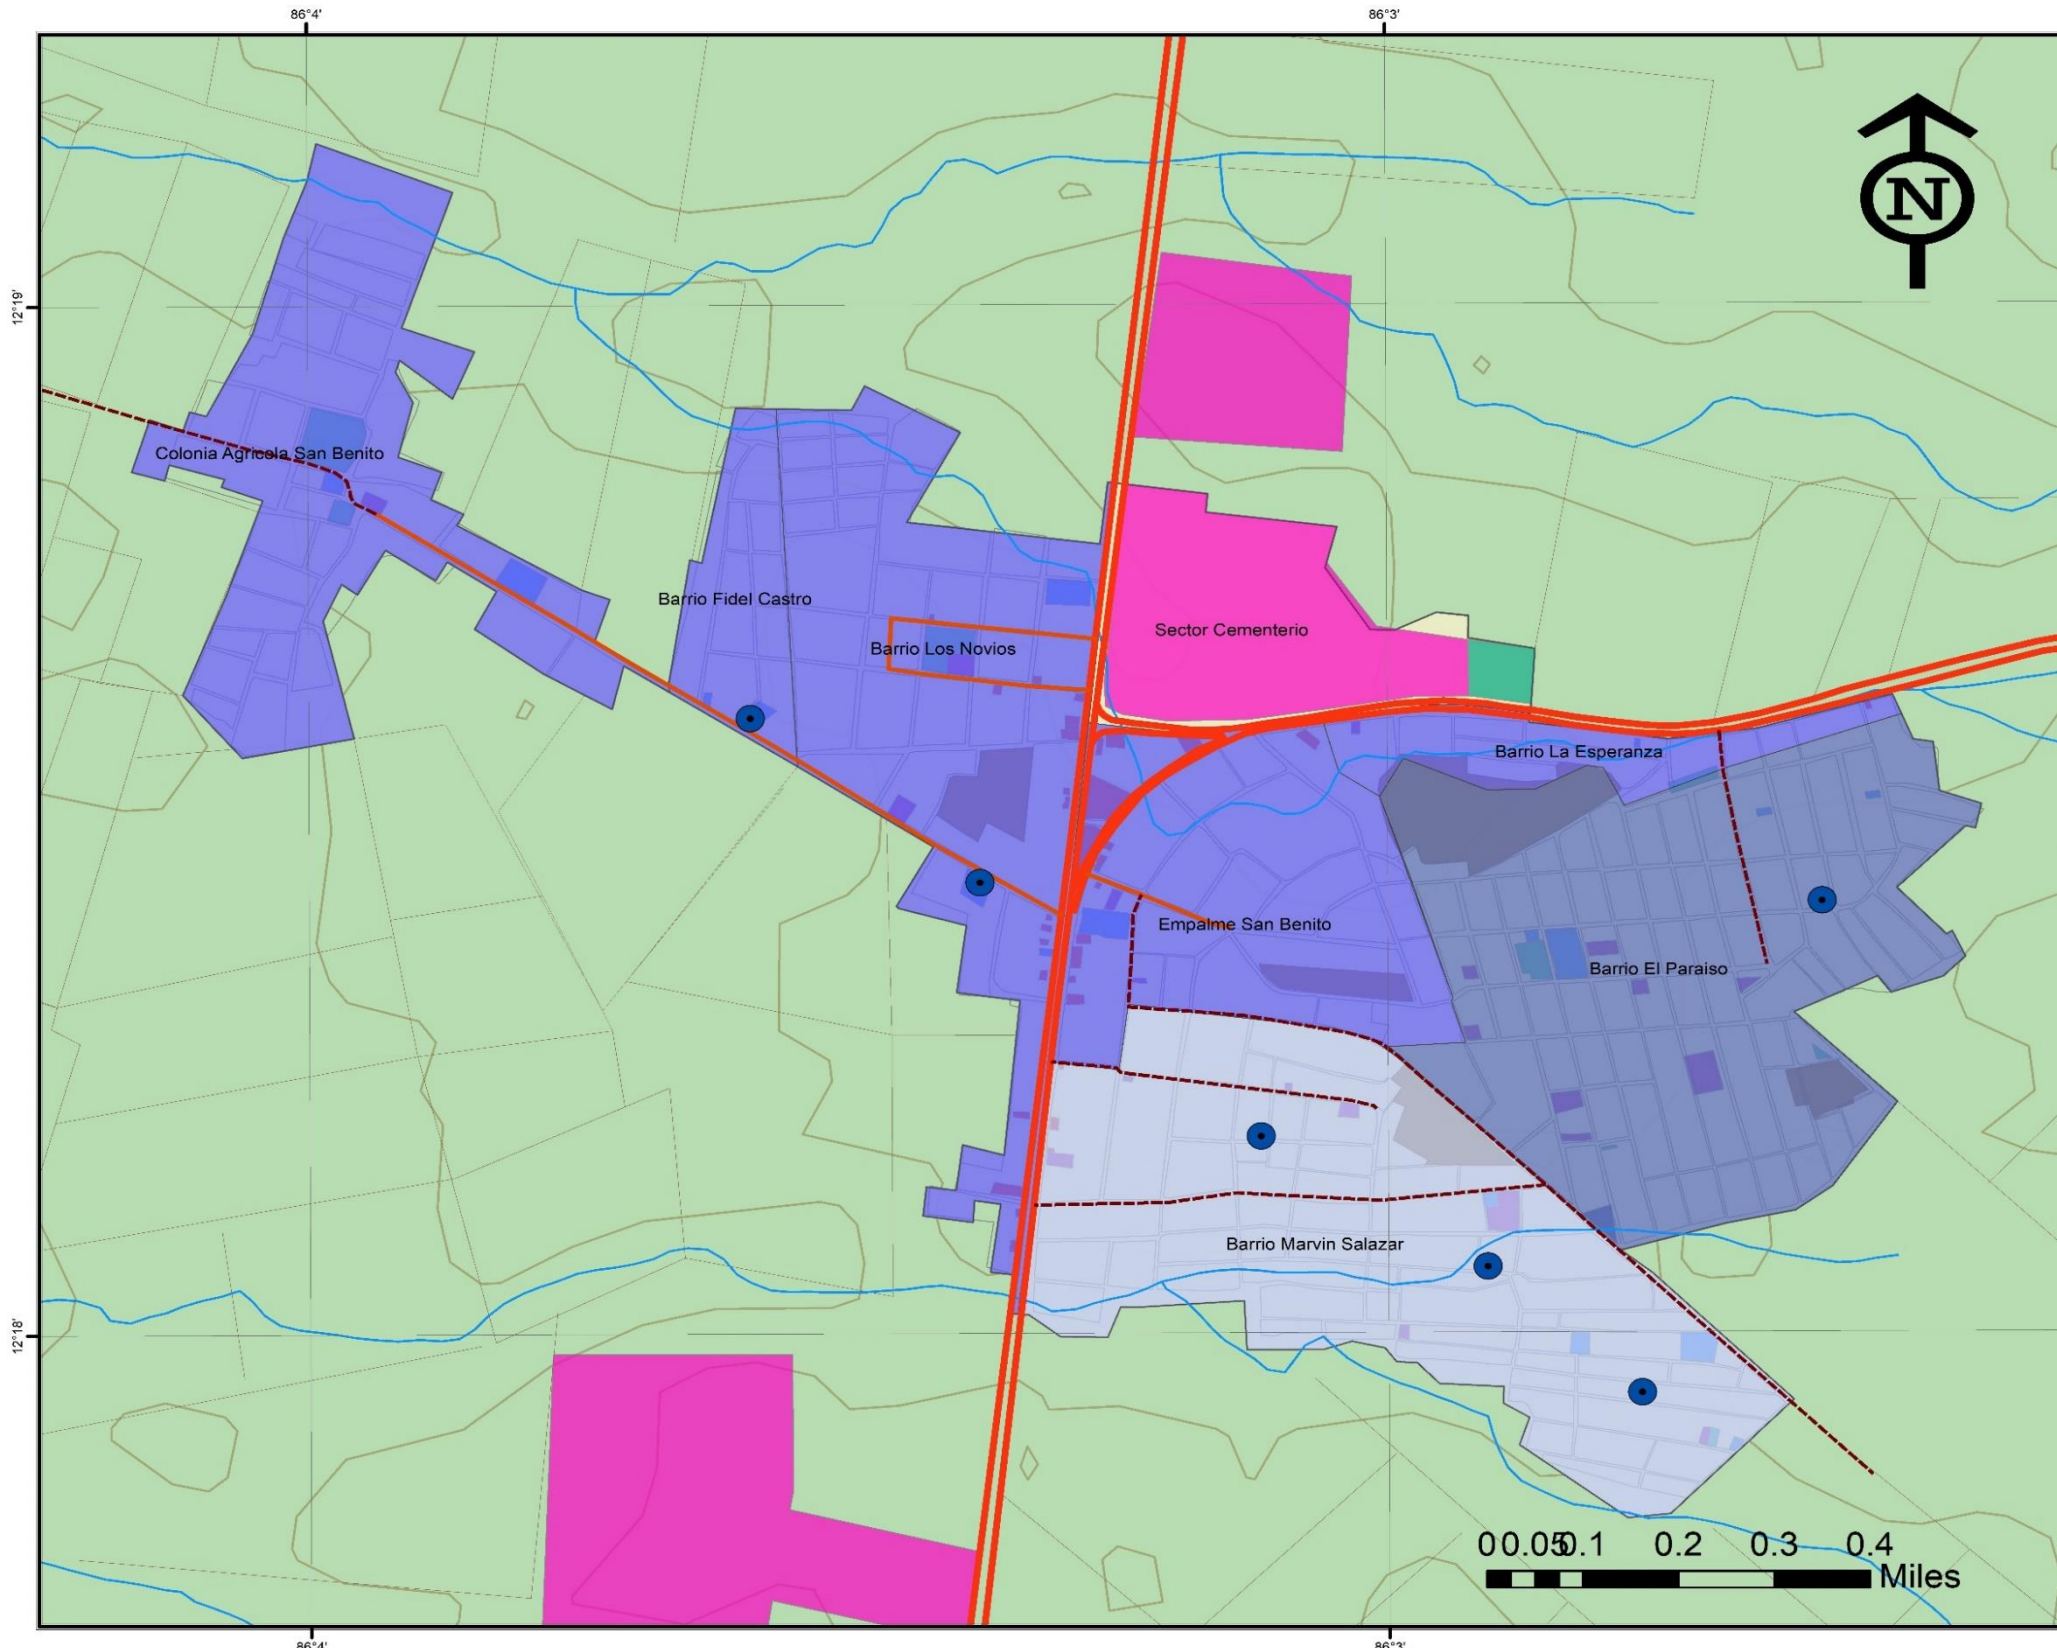 86°4' 86°3'
N
12°19'
Colonia Agricola San Benito
Barrio Fidel Castro
Sector Cementerio
Barrio Los Novios
Barrio La Esperanza
Empalme San Benito
Barrio El Paraiso
Barrio Marvin Salazar
12°18'
0 0.05 0.1 0.2 0.3 0.4
Miles
86°4' 86°3'